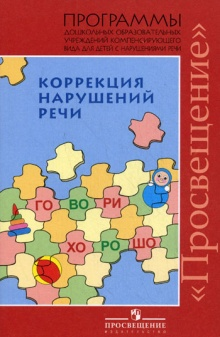 ПРОГРАММЫ
ДОШКОЛЬНЫХ ОБРАЗОВАТЕЛЬНЫХ
УЧРЕЖДЕНИЙ КОМПЕНСИРУЮЩЕГО
ВИДА ДЛЯ ДЕТЕЙ С НАРУШЕНИЯМИ РЕЧИ
КОРРЕКЦИЯ
НАРУШЕНИЙ
РЕЧИ
ГО ВО РИ
ХО РО ШО
«Просвещение»
ПРОСВЕЩЕНИЕ
ИЗДАТЕЛЬСТВО